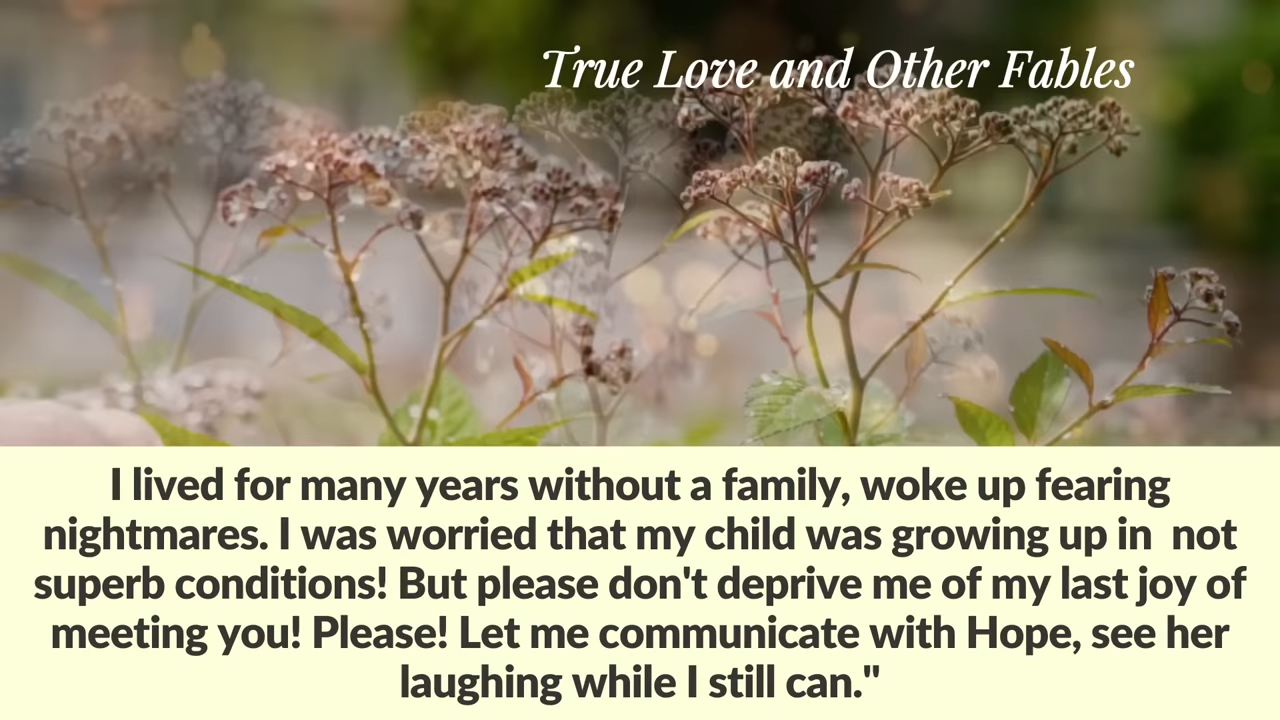 True Love and Other Fables
I lived for many years without a family, woke up fearing
nightmares. I was worried that my child was growing up in  not
superb conditions! But please don't deprive me of my last joy of
meeting you! Please! Let me communicate with Hope, see her
laughing while I still can."